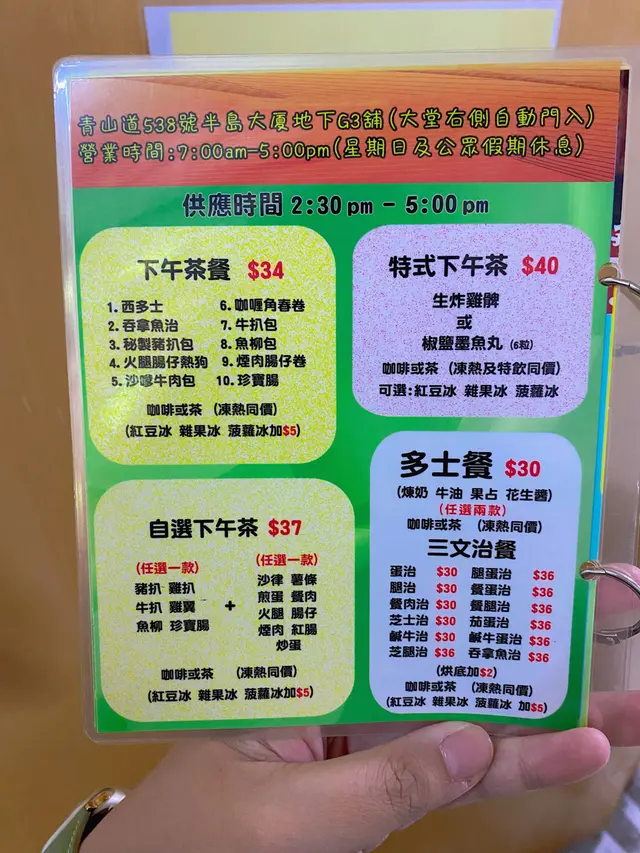 青山道538號半島大厦地下G3舖(大堂右側自動門入)
營業時間:7:00am-5:00pm(星期日及公眾假期休息)
供應時間 2:30 pm - 5:00 pm
下午茶餐 $34
1. 西多士
2. 吞拿魚治
3. 秘製豬扒包
4. 火腿腸仔熱狗
5. 沙嗲牛肉包
6. 咖喱角春卷
7. 牛扒包
8. 魚柳包
9. 煙肉腸仔卷
10. 珍寶腸
咖啡或茶 (凍熱同價)
(紅豆冰 雜果冰 菠蘿冰加$5)
特式下午茶 $40
生炸雞髀
或
椒鹽墨魚丸 (6粒)
咖啡或茶 (凍熱及特飲同價)
可選:紅豆冰 雜果冰 菠蘿冰
自選下午茶 $37
(任選一款)
豬扒 雞扒
牛扒 雞翼
魚柳 珍寶腸
+
(任選一款)
沙律 薯條
煎蛋 餐肉
火腿 腸仔
煙肉 紅腸
炒蛋
咖啡或茶 (凍熱同價)
(紅豆冰 雜果冰 菠蘿冰加$5)
多士餐 $30
(煉奶 牛油 果占 花生醬)
(任選兩款)
咖啡或茶 (凍熱同價)
三文治餐
蛋治 $30 腿蛋治 $36
腿治 $30 餐蛋治 $36
餐肉治 $30 餐腿治 $36
芝士治 $30 茄蛋治 $36
鹹牛治 $30 鹹牛蛋治 $36
芝腿治 $36 吞拿魚治 $36
(烘底加$2)
咖啡或茶 (凍熱同價)
(紅豆冰 雜果冰 菠蘿冰 加$5)